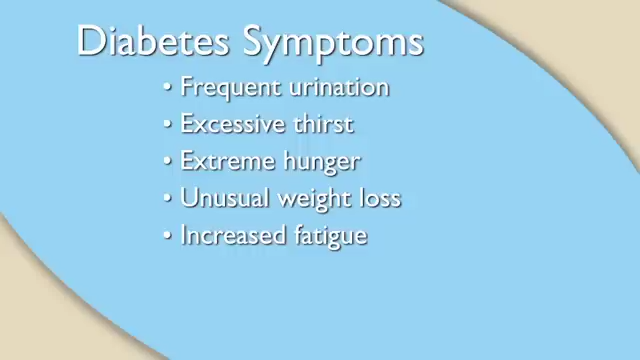 Diabetes Symptoms
• Frequent urination
• Excessive thirst
• Extreme hunger
• Unusual weight loss
• Increased fatigue